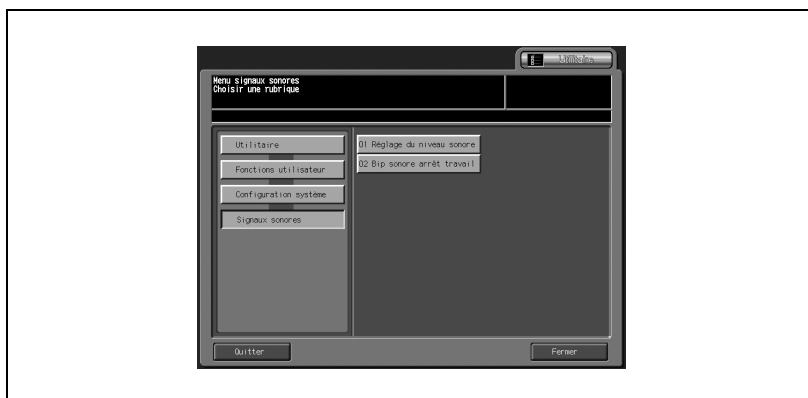 Utilitaire
Menu signaux sonores
Choisir une rubrique
Utilitaire
Fonctions utilisateur
Configuration système
Signaux sonores
01 Réglage du niveau sonore
02 Bip sonore arrêt travail
Quitter
Fermer